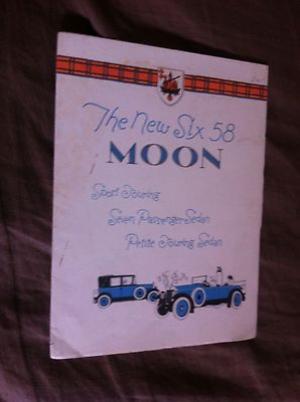 The New Six 58
MOON
Sport Touring
Seven Passenger Sedan
Petite Touring Sedan